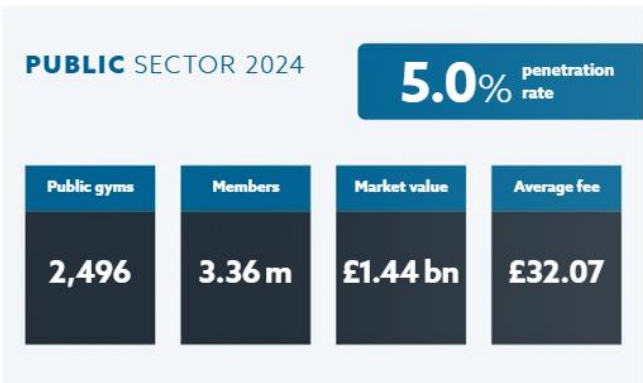 PUBLIC SECTOR 2024
5.0% penetration
rate
Public gyms
2,496
Members
3.36 m
Market value
£1.44 bn
Average fee
£32.07